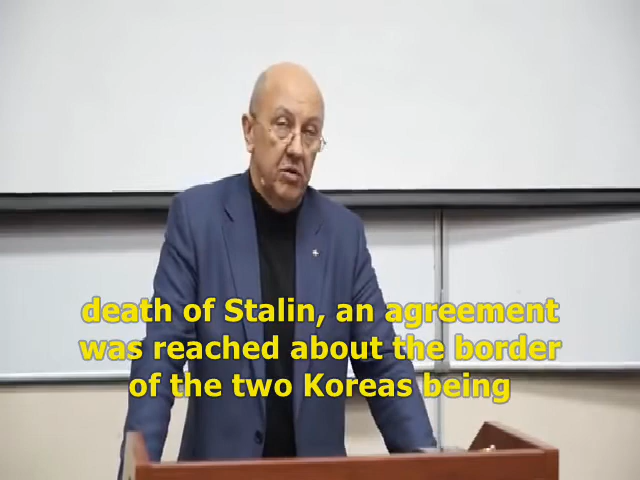 death of Stalin, an agreement
was reached about the border
of the two Koreas being